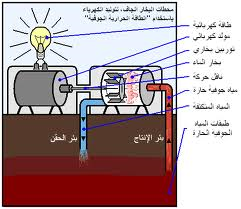 محطات البخار الجاف، لتوليد الكهرباء
باستخدام "الطاقة الحرارية الجوفية"
طاقة كهربائية
مولد كهربائي
توربين بخاري
بخار الماء
ناقل حركة
مياه جوفية حارة
المياه المتكثفة
بئر الحقن
بئر الإنتاج
طبقات المياه
الجوفية الحارة